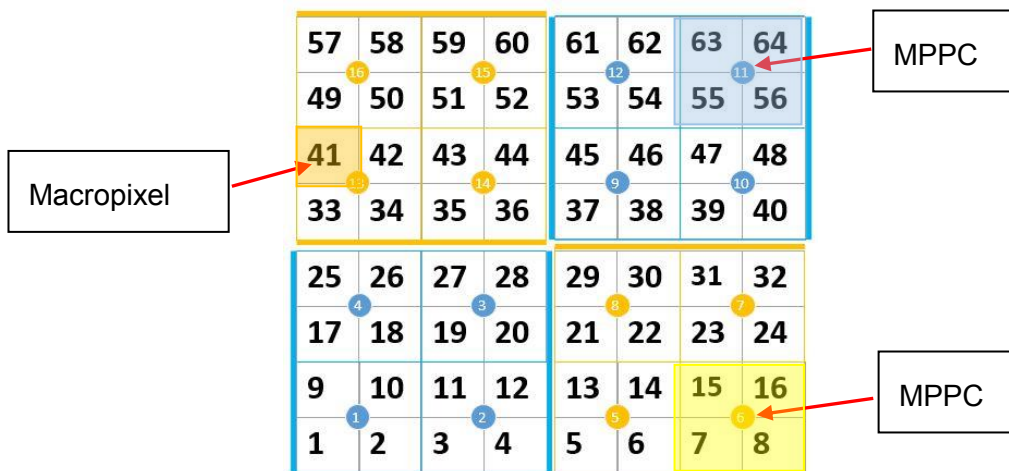 57 58 59 60 61 62 63 64
16 15 12 11
49 50 51 52 53 54 55 56
MPPC
41 42 43 44 45 46 47 48
13 14 9 10
33 34 35 36 37 38 39 40
Macropixel
25 26 27 28 29 30 31 32
4 3 8 7
17 18 19 20 21 22 23 24
9 10 11 12 13 14 15 16
1 2 5 6
1 2 3 4 5 6 7 8
MPPC